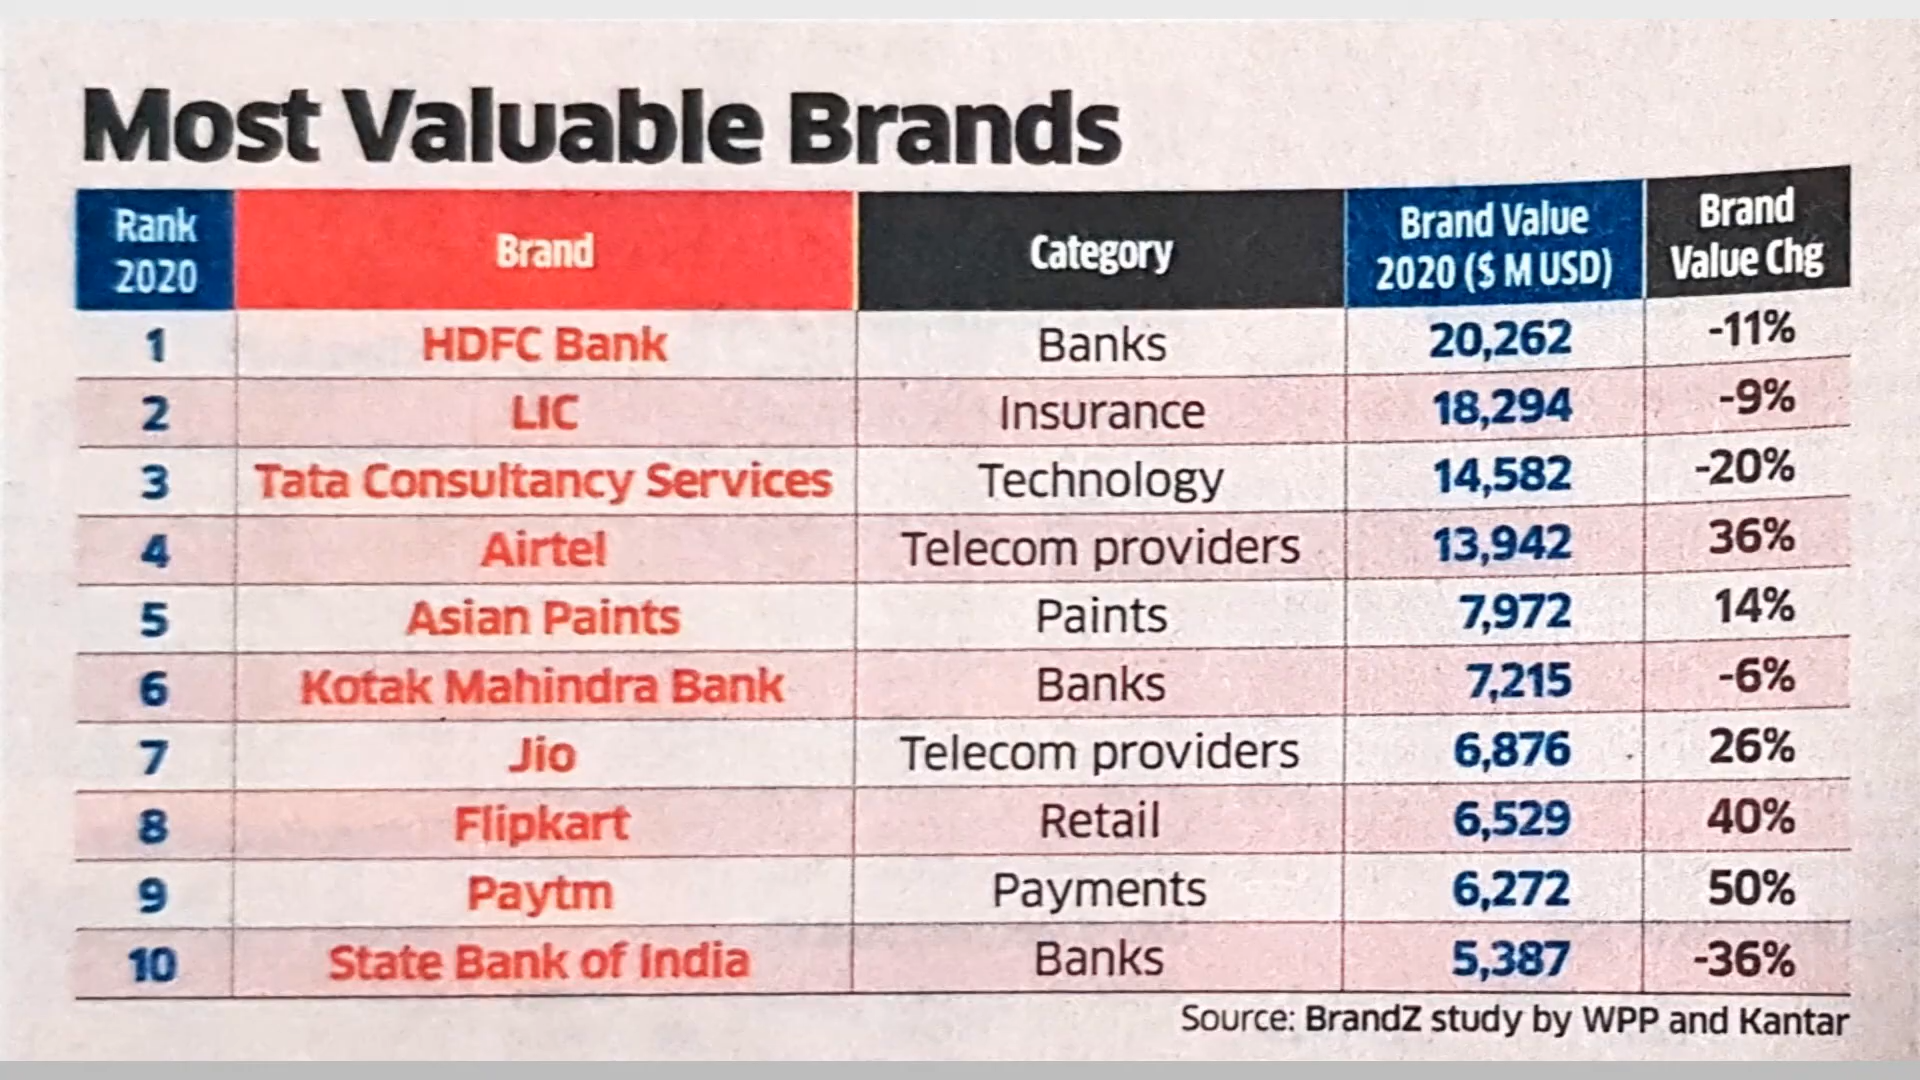 Most Valuable Brands
Rank 2020 Brand Category Brand Value 2020 ($ M USD) Brand Value Chg
1 HDFC Bank Banks 20,262 -11%
2 LIC Insurance 18,294 -9%
3 Tata Consultancy Services Technology 14,582 -20%
4 Airtel Telecom providers 13,942 36%
5 Asian Paints Paints 7,972 14%
6 Kotak Mahindra Bank Banks 7,215 -6%
7 Jio Telecom providers 6,876 26%
8 Flipkart Retail 6,529 40%
9 Paytm Payments 6,272 50%
10 State Bank of India Banks 5,387 -36%
Source: BrandZ study by WPP and Kantar